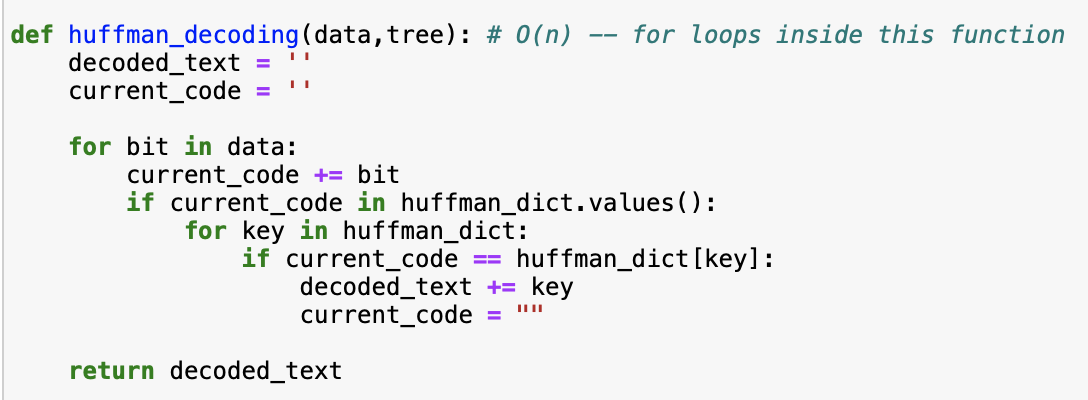 def huffman_decoding(data,tree): # O(n) -- for loops inside this function
    decoded_text = ''
    current_code = ''

    for bit in data:
        current_code += bit
        if current_code in huffman_dict.values():
            for key in huffman_dict:
                if current_code == huffman_dict[key]:
                    decoded_text += key
                    current_code = ""

    return decoded_text